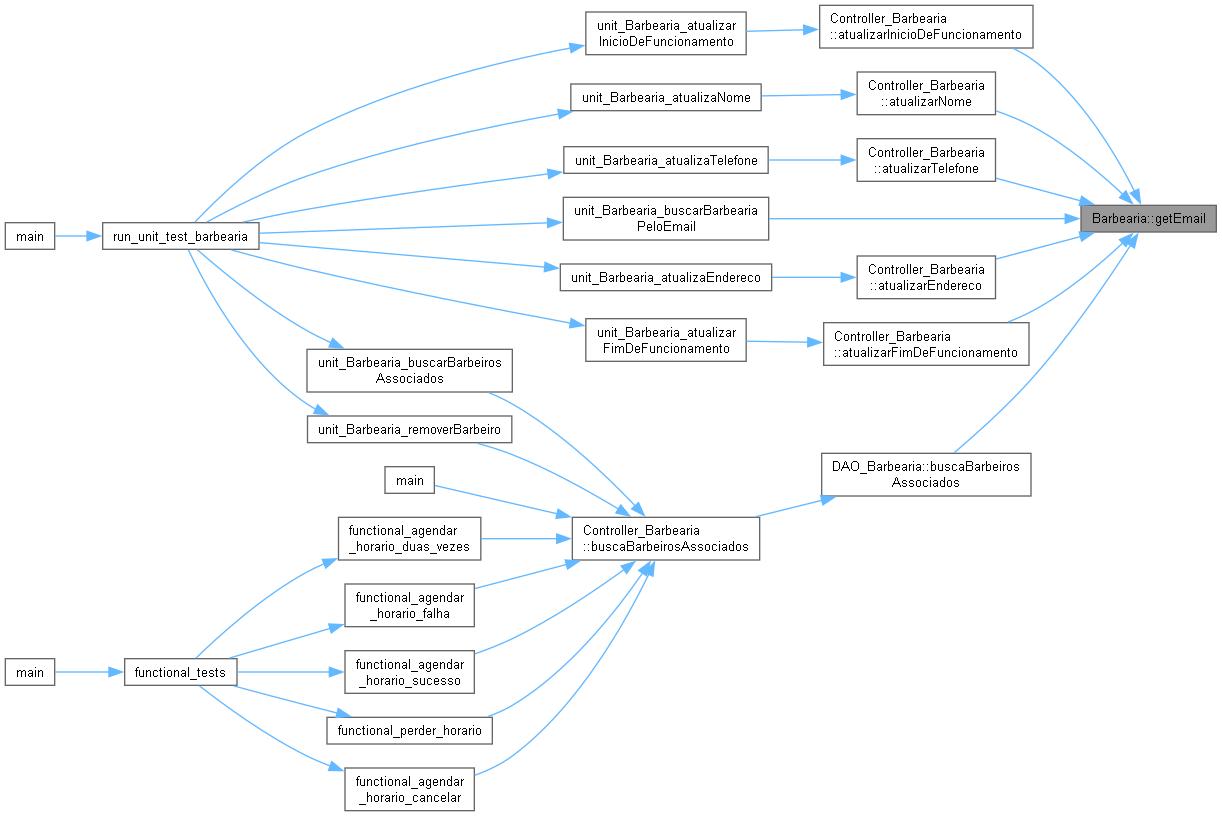 unit_Barbearia_atualizar
InicioDeFuncionamento
Controller_Barbearia
::atualizarInicioDeFuncionamento
unit_Barbearia_atualizaNome
Controller_Barbearia
::atualizarNome
unit_Barbearia_atualizaTelefone
Controller_Barbearia
::atualizarTelefone
main
run_unit_test_barbearia
unit_Barbearia_buscarBarbearia
PeloEmail
Barbearia::getEmail
unit_Barbearia_atualizaEndereco
Controller_Barbearia
::atualizarEndereco
unit_Barbearia_atualizar
FimDeFuncionamento
Controller_Barbearia
::atualizarFimDeFuncionamento
unit_Barbearia_buscarBarbeiros
Associados
unit_Barbearia_removerBarbeiro
main
DAO_Barbearia::buscaBarbeiros
Associados
functional_agendar
_horario_duas_vezes
Controller_Barbearia
::buscaBarbeirosAssociados
functional_agendar
_horario_falha
main
functional_tests
functional_agendar
_horario_sucesso
functional_perder_horario
functional_agendar
_horario_cancelar